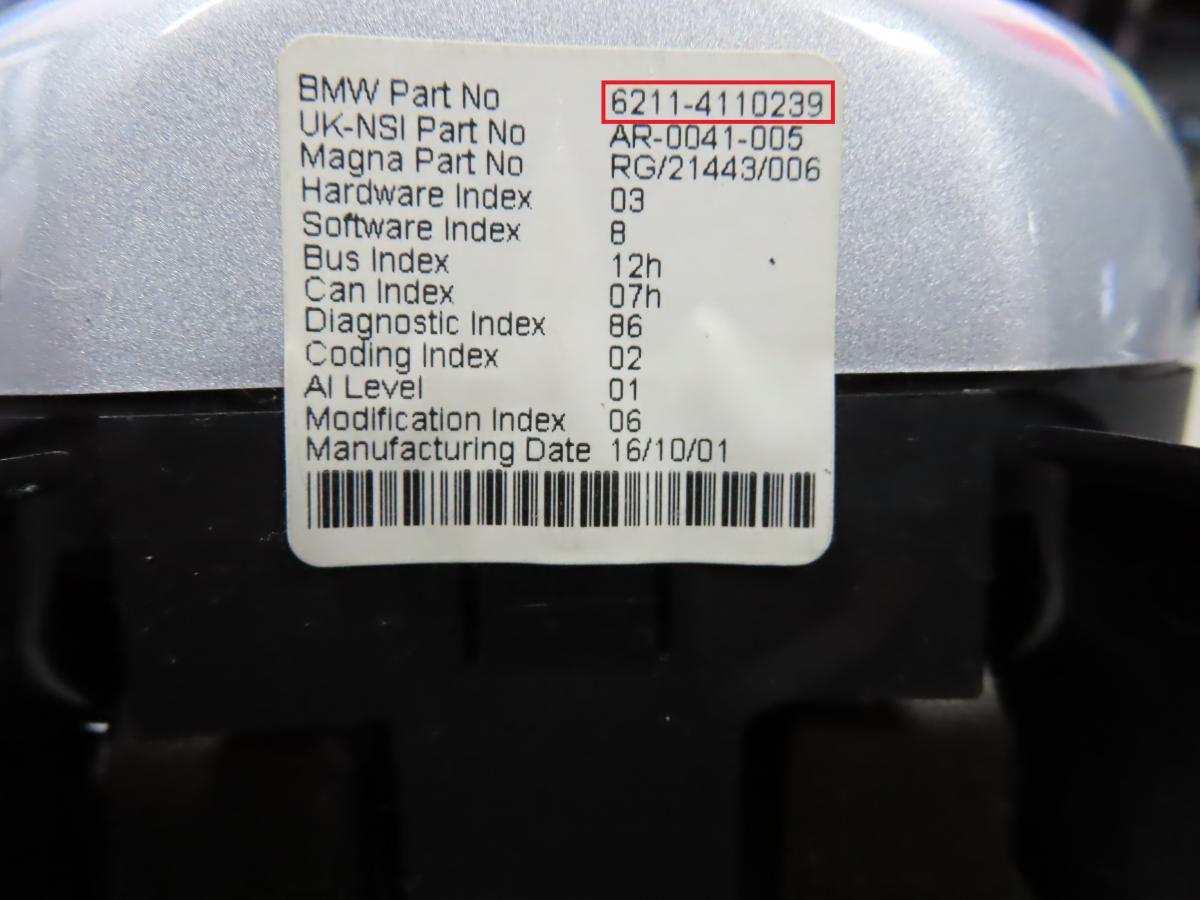 BMW Part No 6211-4110239
UK-NSI Part No AR-0041-005
Magna Part No RG/21443/006
Hardware Index 03
Software Index 8
Bus Index 12h
Can Index 07h
Diagnostic Index 86
Coding Index 02
AI Level 01
Modification Index 06
Manufacturing Date 16/10/01